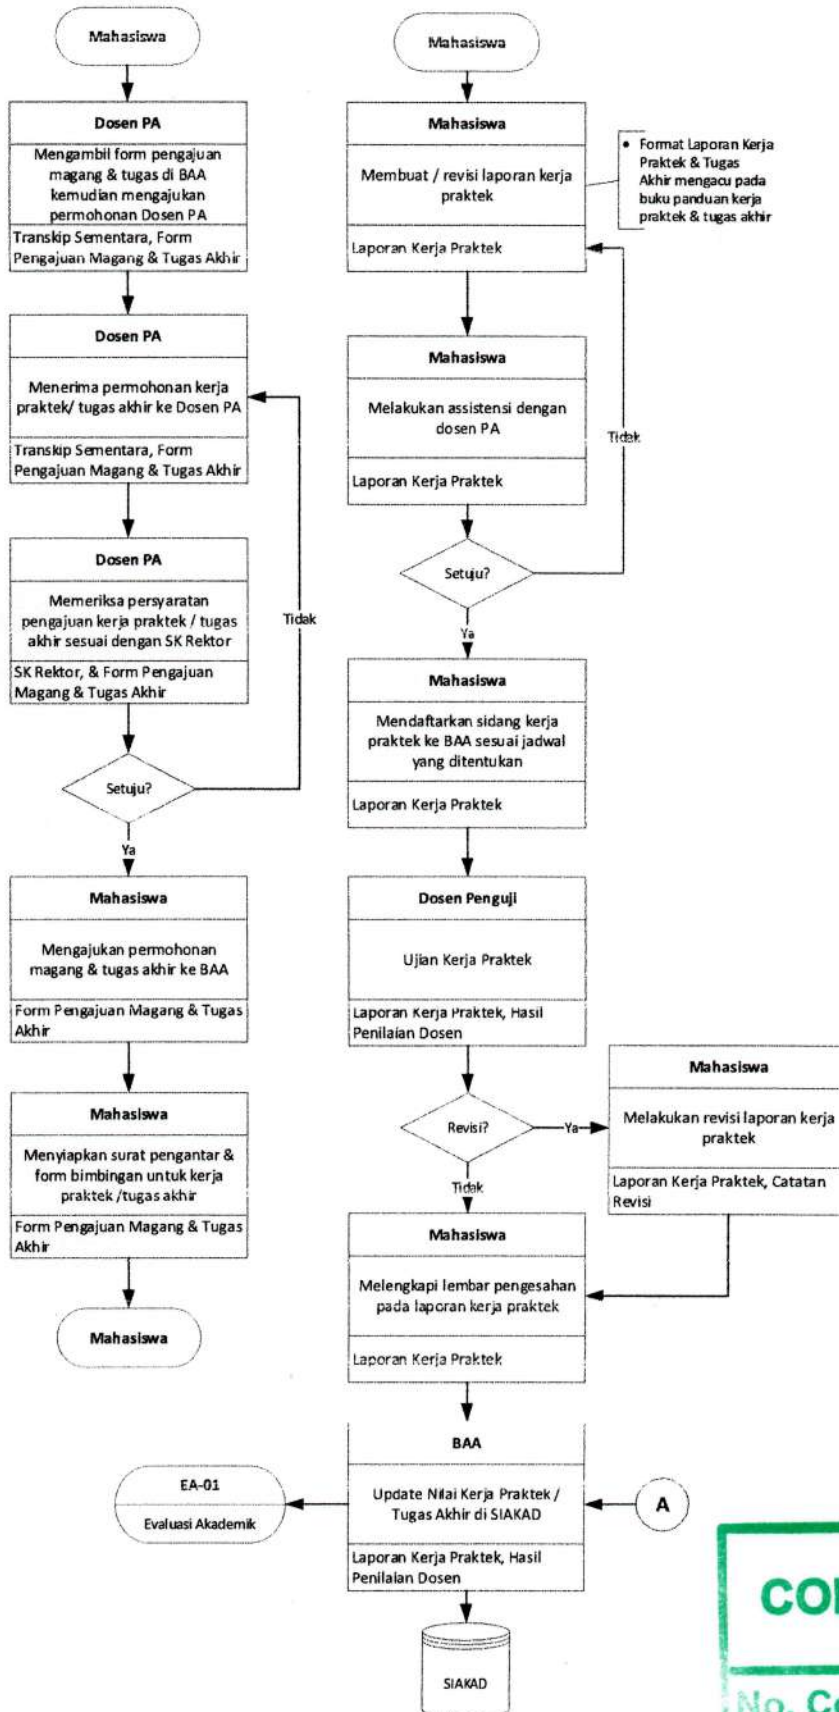 Mahasiswa
Dosen PA
Mengambil form pengajuan
magang & tugas di BAA
kemudian mengajukan
permohonan Dosen PA
Transkip Sementara, Form
Pengajuan Magang & Tugas Akhir
Dosen PA
Menerima permohonan kerja
praktek/ tugas akhir ke Dosen PA
Transkip Sementara, Form
Pengajuan Magang & Tugas Akhir
Dosen PA
Memeriksa persyaratan
pengajuan kerja praktek / tugas
akhir sesuai dengan SK Rektor
SK Rektor, & Form Pengajuan
Magang & Tugas Akhir
Tidak
Setuju?
Ya
Mahasiswa
Mengajukan permohonan
magang & tugas akhir ke BAA
Form Pengajuan Magang & Tugas
Akhir
Mahasiswa
Menyiapkan surat pengantar &
form bimbingan untuk kerja
praktek /tugas akhir
Form Pengajuan Magang & Tugas
Akhir
Mahasiswa
Mahasiswa
Mahasiswa
Membuat / revisi laporan kerja
praktek
Laporan Kerja Praktek
• Format Laporan Kerja
Praktek & Tugas
Akhir mengacu pada
buku panduan kerja
praktek & tugas akhir
Mahasiswa
Melakukan assistensi dengan
dosen PA
Laporan Kerja Praktek
Tidak
Setuju?
Ya
Mahasiswa
Mendaftarkan sidang kerja
praktek ke BAA sesuai jadwal
yang ditentukan
Laporan Kerja Praktek
Dosen Penguji
Ujian Kerja Praktek
Laporan Kerja Praktek, Hasil
Penilaian Dosen
Revisi?
Ya
Mahasiswa
Melakukan revisi laporan kerja
praktek
Laporan Kerja Praktek, Catatan
Revisi
Tidak
Mahasiswa
Melengkapi lembar pengesahan
pada laporan kerja praktek
Laporan Kerja Praktek
BAA
Update Nilai Kerja Praktek /
Tugas Akhir di SIAKAD
Laporan Kerja Praktek, Hasil
Penilaian Dosen
EA-01
Evaluasi Akademik
A
SIAKAD
No.